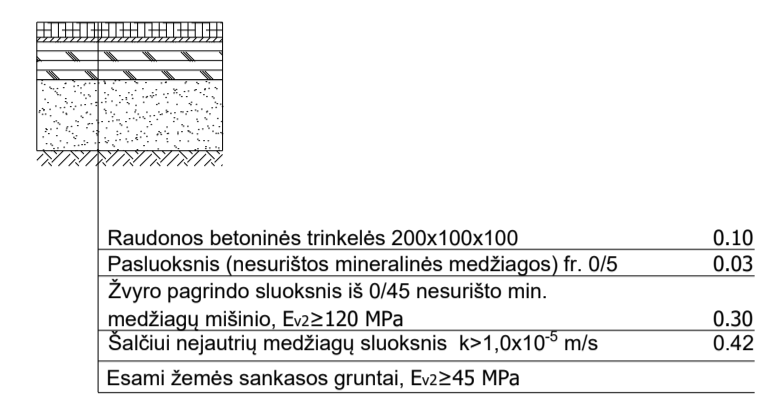 Raudonos betoninės trinkelės 200x100x100 0.10
Pasluoksnis (nesurištos mineralinės medžiagos) fr. 0/5 0.03
Žvyro pagrindo sluoksnis iš 0/45 nesurišto min.
medžiagų mišinio, Ev2≥120 MPa 0.30
Šalčiui nejautrių medžiagų sluoksnis k>1,0x10⁻⁵ m/s 0.42
Esami žemės sankasos gruntai, Ev2≥45 MPa